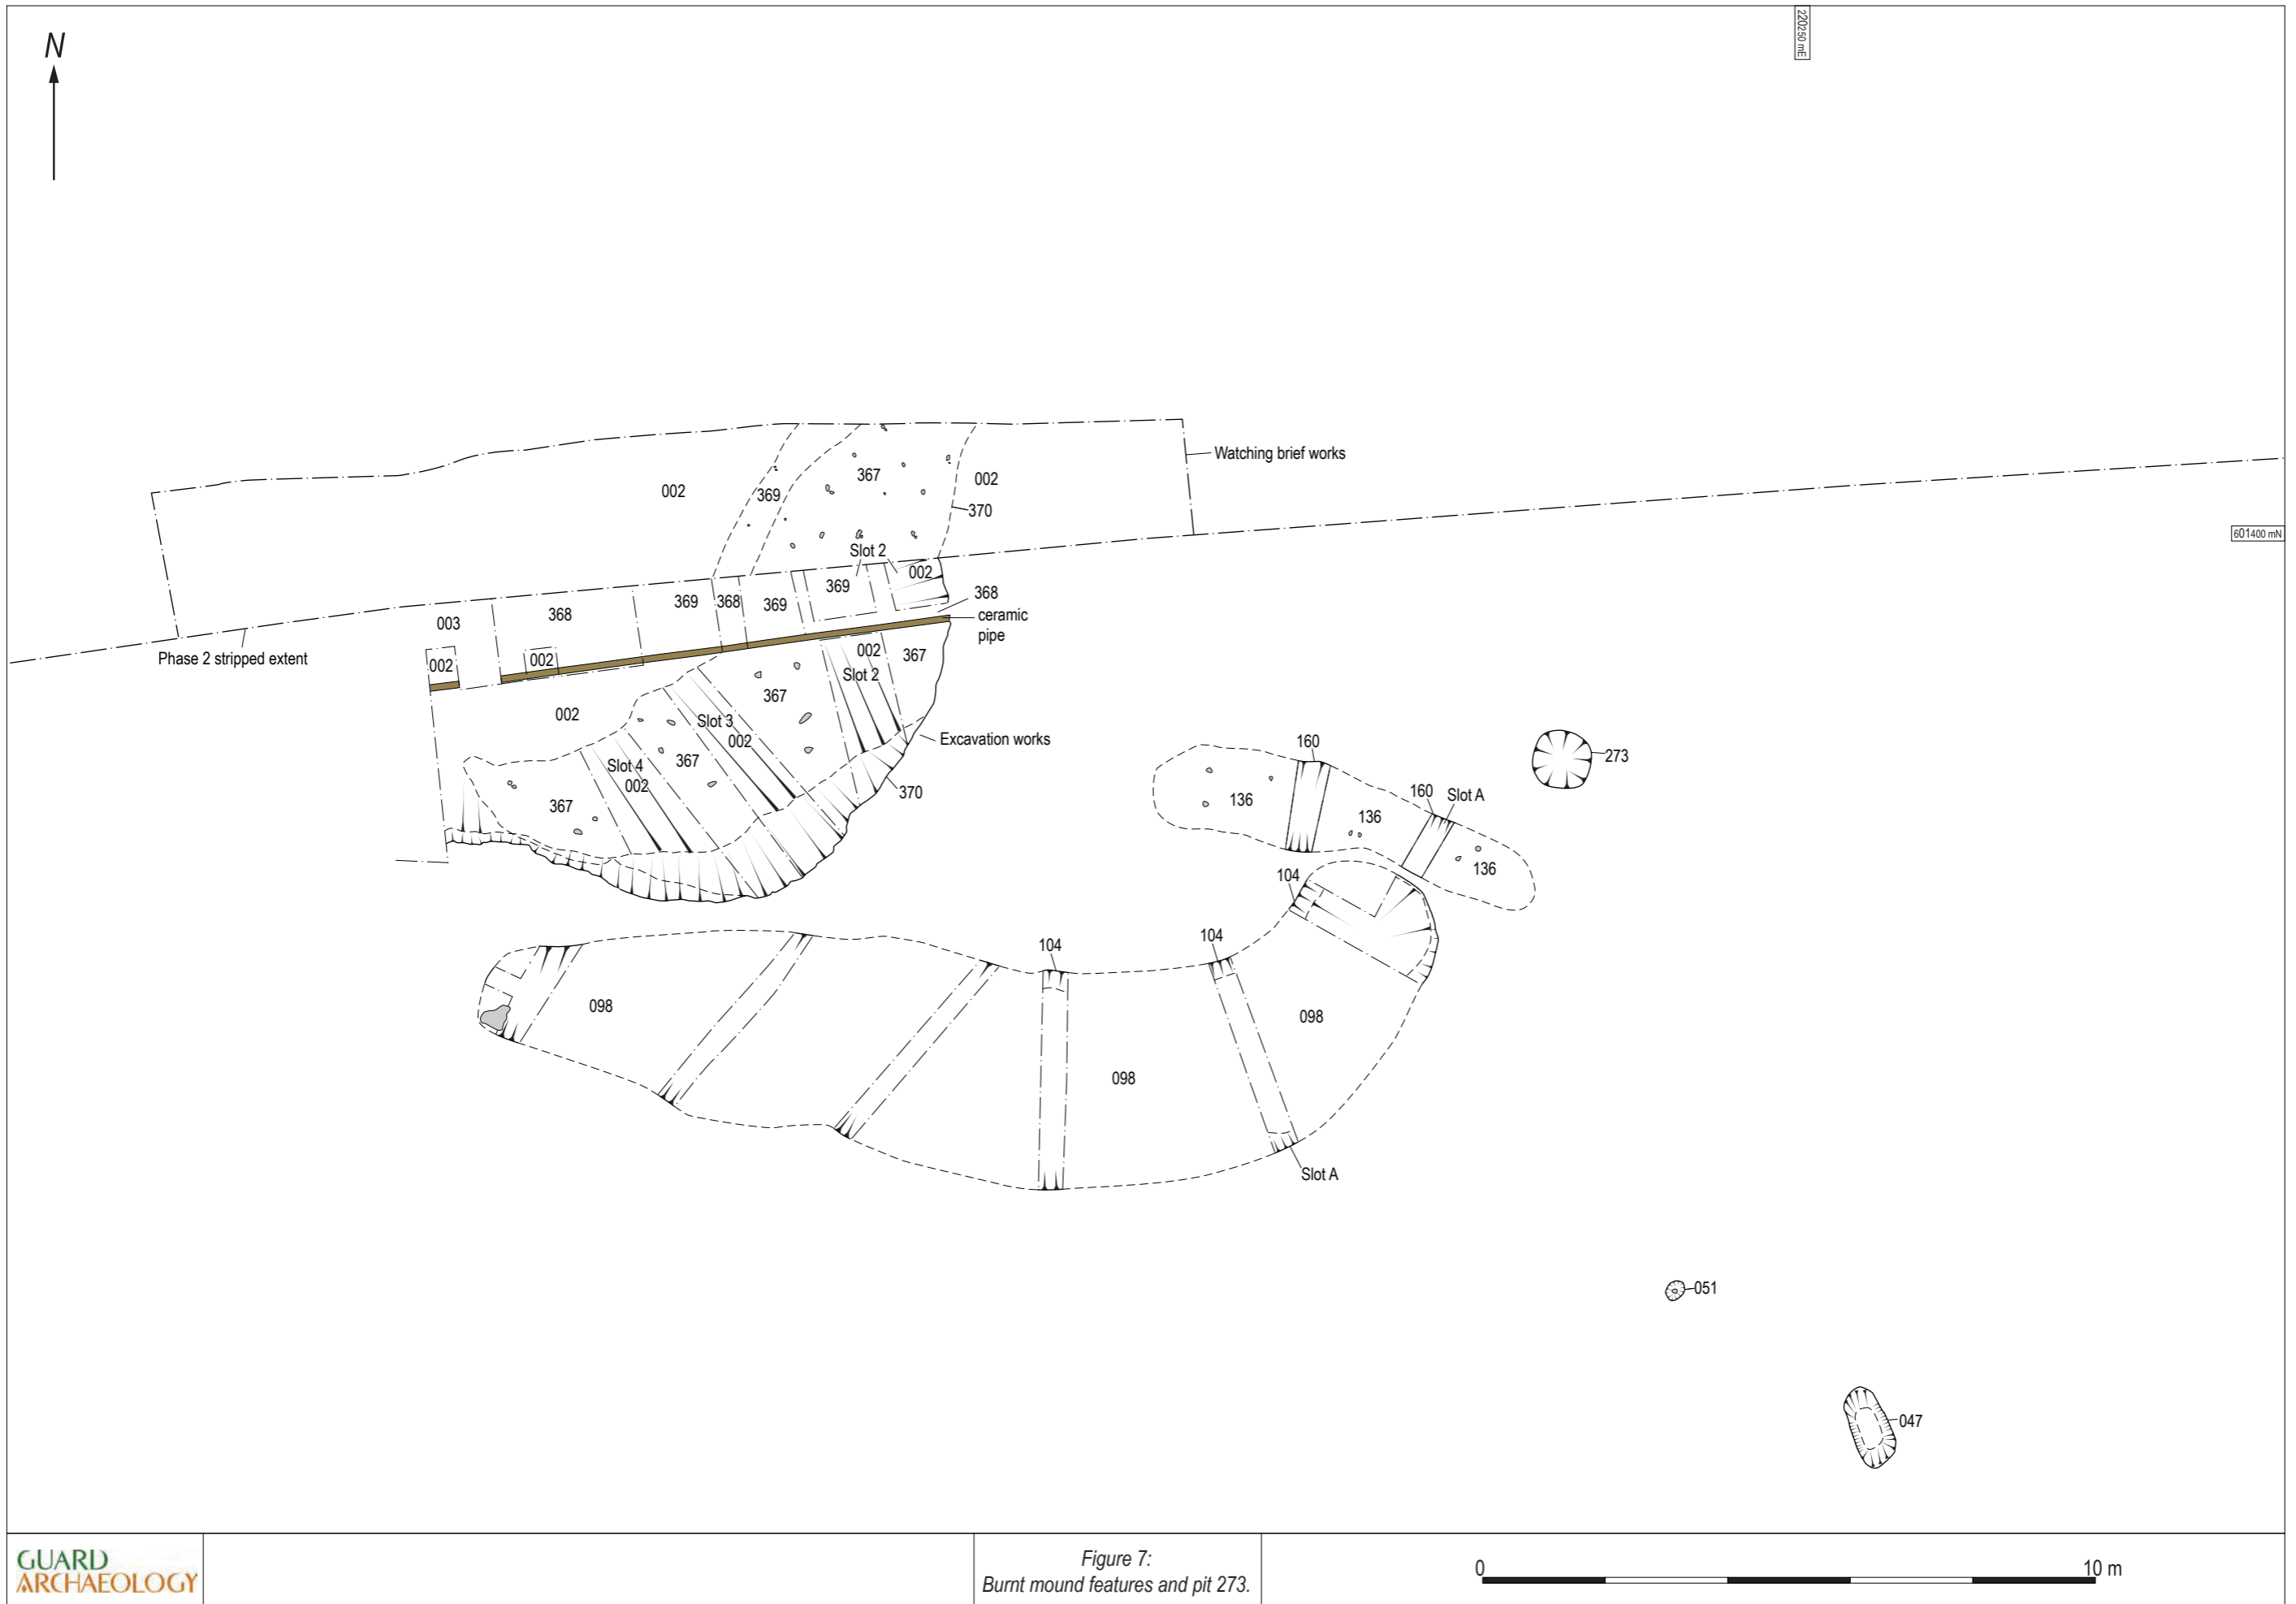 N
220250 mE
Watching brief works
367
002
002
369
370
601400 mN
Slot 2
002
369
368
369
368
369
368
003
ceramic
pipe
Phase 2 stripped extent
002
002
002
367
Slot 2
367
002
Slot 3
002
Excavation works
367
Slot 4
002
370
367
160
273
136
160
Slot A
136
136
104
104
104
098
098
098
Slot A
051
047
GUARD
ARCHAEOLOGY
Figure 7:
Burnt mound features and pit 273.
0
10 m